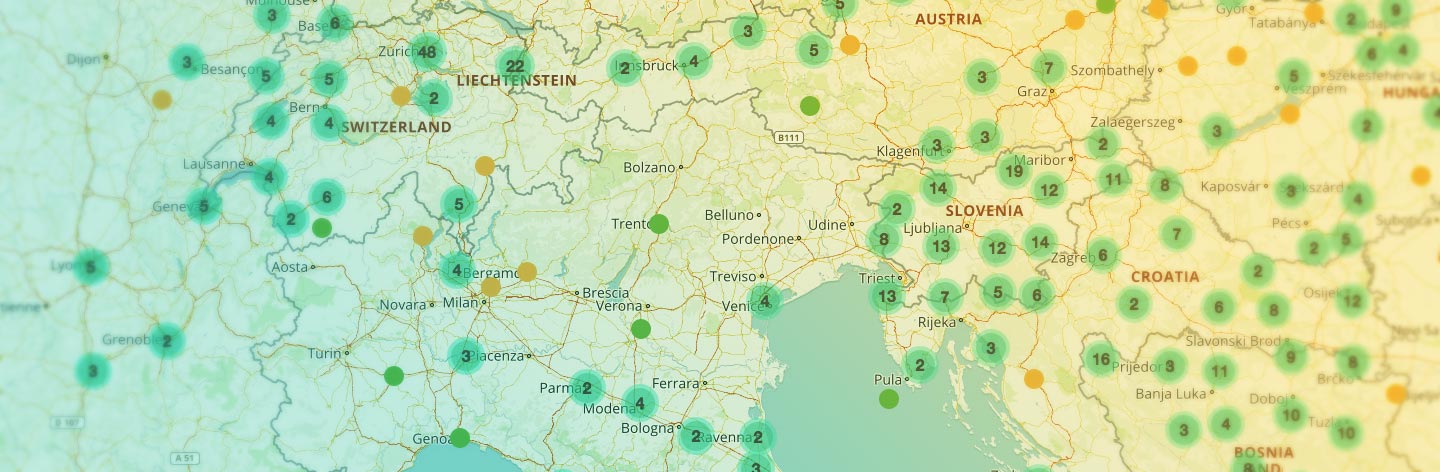 Mulhouse
3
Base
6
5
AUSTRIA
Győr
Tatabánya
2
9
3
5
6
4
Dijon
3
Besançon
5
5
Zürich
48
22
2
Innsbruck
4
LIECHTENSTEIN
2
3
7
Szombathely
Graz
5
Székesfehérvár
Veszprém
HUNGA
Bern
4
4
SWITZERLAND
B111
Zalaegerszeg
3
2
4
Klagenfurt
3
3
2
Lausanne
4
Bolzano
Maribor
19
12
11
8
Kaposvár
3
Szekszárd
4
Genev
5
6
2
5
14
2
SLOVENIA
Trento
Belluno
Pordenone
Udine
8
Ljubljana
13
12
14
Zagreb
6
7
Pécs
2
5
Subotica
Lyo
5
Aosta
4
Bergamo
Treviso
Triest
13
7
5
6
CROATIA
2
2
6
8
Osijek
12
Novara
Milan
Brescia
Verona
Venice
4
Rijeka
Grenoble
2
3
Turin
3
Piacenza
Parma
2
Modena
4
Ferrara
Bologna
2
Ravenna
2
3
Pula
2
3
Slavonski Brod
9
8
16
Prijedor
3
11
Banja Luka
Doboj
Brčko
10
Tuzla
10
3
4
Genoa
A 51
BOSNIA
AND
8